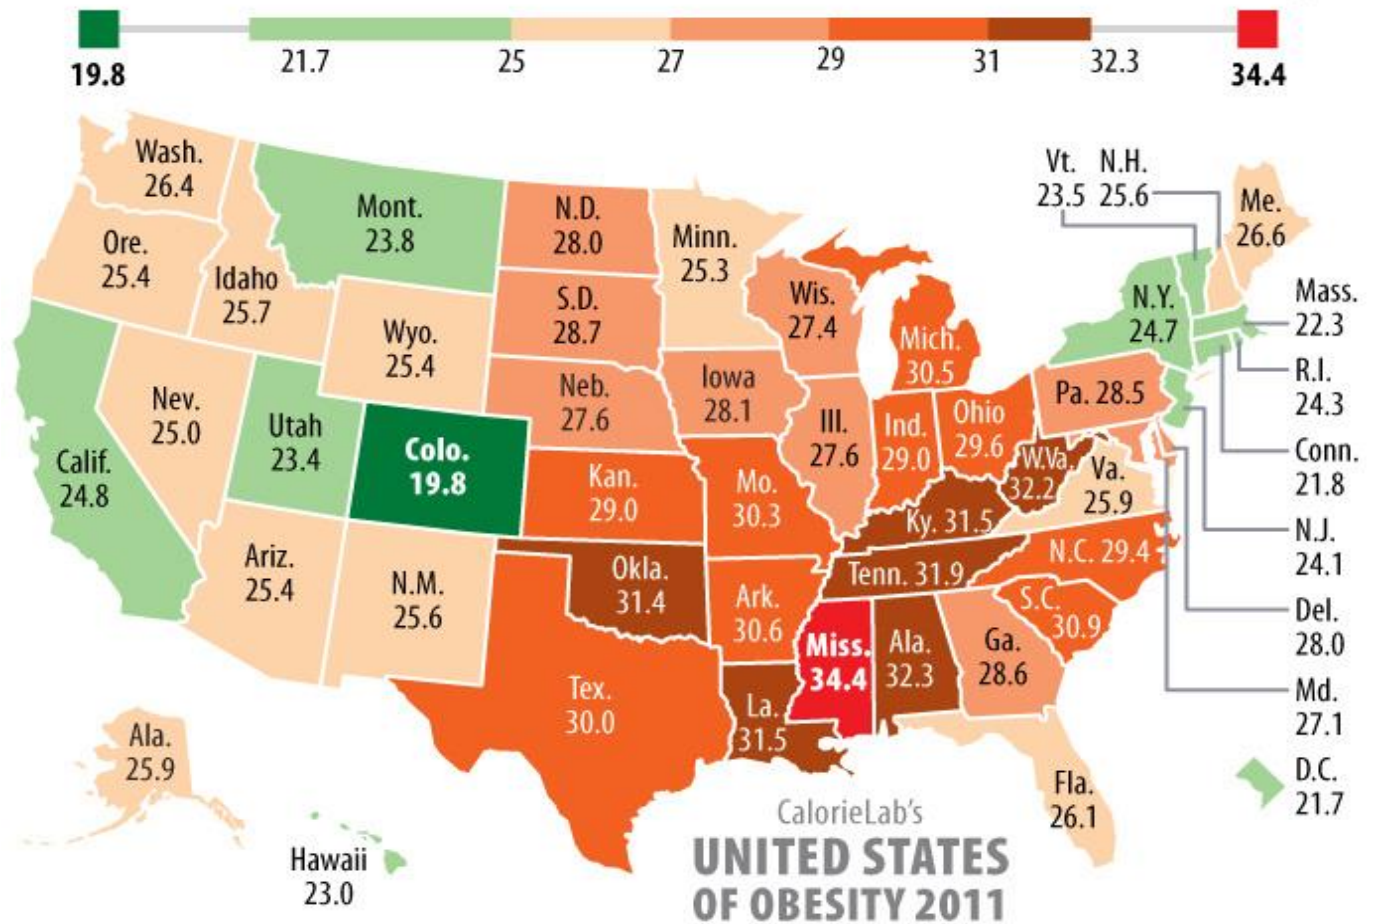 19.8
21.7
25
27
29
31
32.3
34.4
Wash.
26.4
Ore.
25.4
Idaho
25.7
Mont.
23.8
Wyo.
25.4
Nev.
25.0
Utah
23.4
Colo.
19.8
Calif.
24.8
Ariz.
25.4
N.M.
25.6
N.D.
28.0
S.D.
28.7
Neb.
27.6
Kan.
29.0
Okla.
31.4
Tex.
30.0
Minn.
25.3
Iowa
28.1
Mo.
30.3
Ark.
30.6
La.
31.5
Wis.
27.4
Ill.
27.6
Mich.
30.5
Ind.
29.0
Ohio
29.6
Ky. 31.5
Tenn. 31.9
Miss.
34.4
Ala.
32.3
Ga.
28.6
Fla.
26.1
S.C.
30.9
N.C. 29.4
Va.
25.9
W.Va.
32.2
Pa. 28.5
N.Y.
24.7
Vt.
23.5
N.H.
25.6
Me.
26.6
Mass.
22.3
R.I.
24.3
Conn.
21.8
N.J.
24.1
Del.
28.0
Md.
27.1
D.C.
21.7
Ala.
25.9
Hawaii
23.0
CalorieLab's
UNITED STATES
OF OBESITY 2011